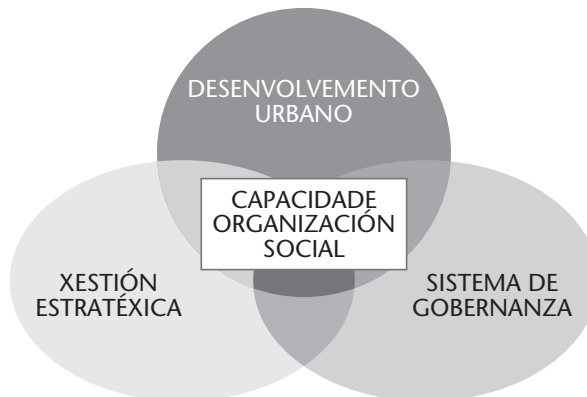 DESENVOLVEMENTO
URBANO
CAPACIDADE
ORGANIZACIÓN
SOCIAL
XESTIÓN
ESTRATÉXICA
SISTEMA DE
GOBERNANZA